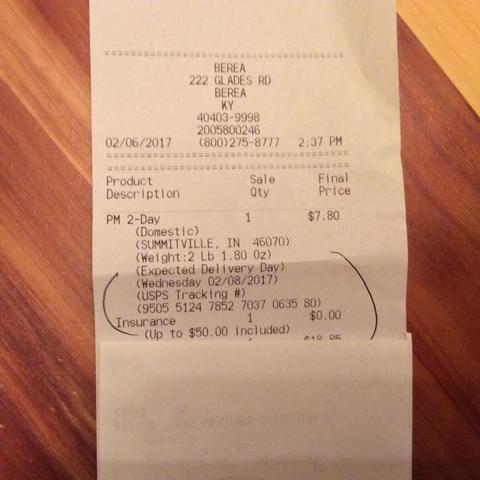 BEREA
222 GLADES RD
BEREA
KY
40403-9998
2005800246
02/06/2017 (800)275-8777 2:37 PM
Product Sale Final
Description Qty Price
PM 2-Day 1 $7.80
(Domestic)
(SUMMITVILLE, IN 46070)
(Weight:2 Lb 1.80 Oz)
(Expected Delivery Day)
(Wednesday 02/08/2017)
(USPS Tracking #)
(9505 5124 7852 7037 0635 80)
Insurance 1 $0.00
(Up to $50.00 included)